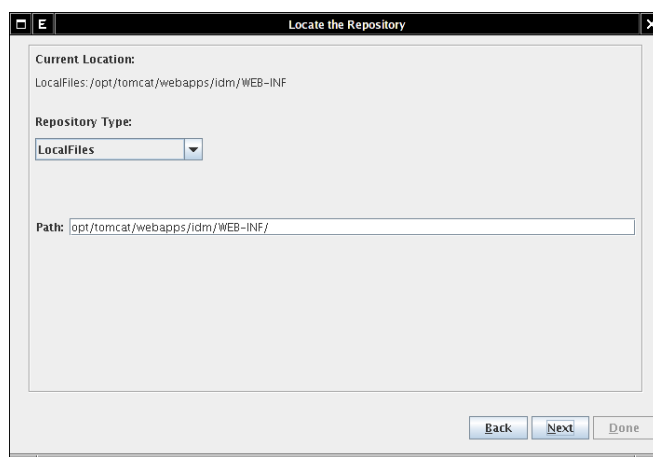 E Locate the Repository
Current Location:
LocalFiles:/opt/tomcat/webapps/idm/WEB-INF
Repository Type:
LocalFiles
Path: opt/tomcat/webapps/idm/WEB-INF/
Back Next Done